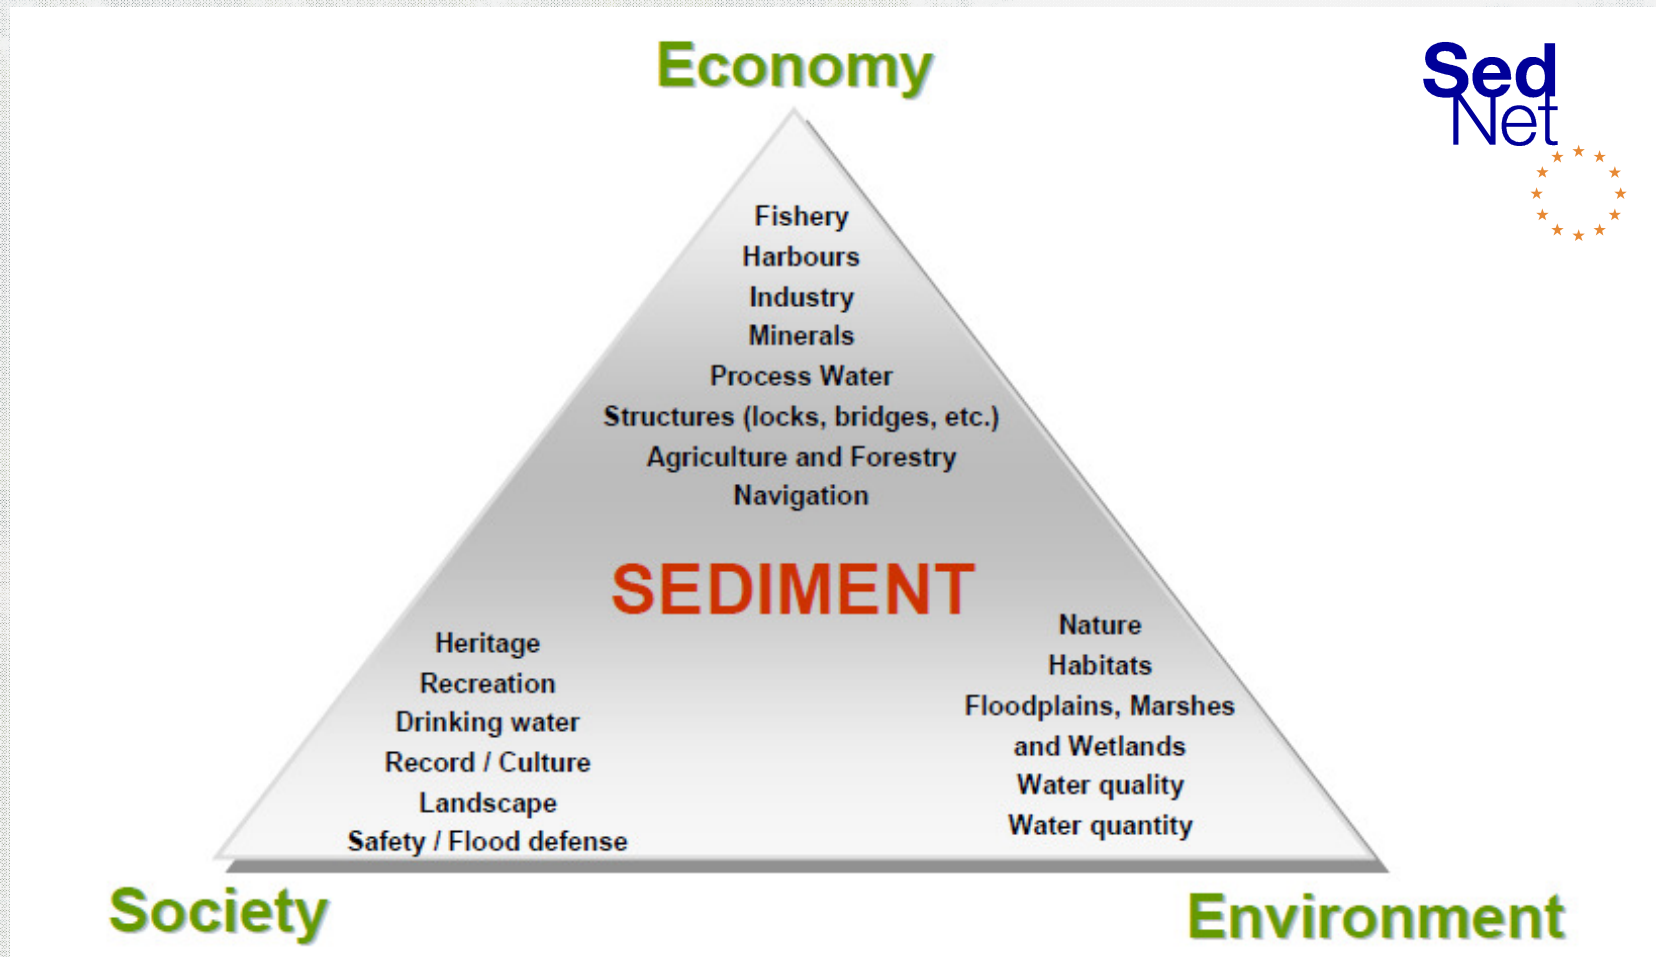 Economy
Sed
Net
Fishery
Harbours
Industry
Minerals
Process Water
Structures (locks, bridges, etc.)
Agriculture and Forestry
Navigation
SEDIMENT
Heritage
Recreation
Drinking water
Record / Culture
Landscape
Safety / Flood defense
Nature
Habitats
Floodplains, Marshes
and Wetlands
Water quality
Water quantity
Society
Environment